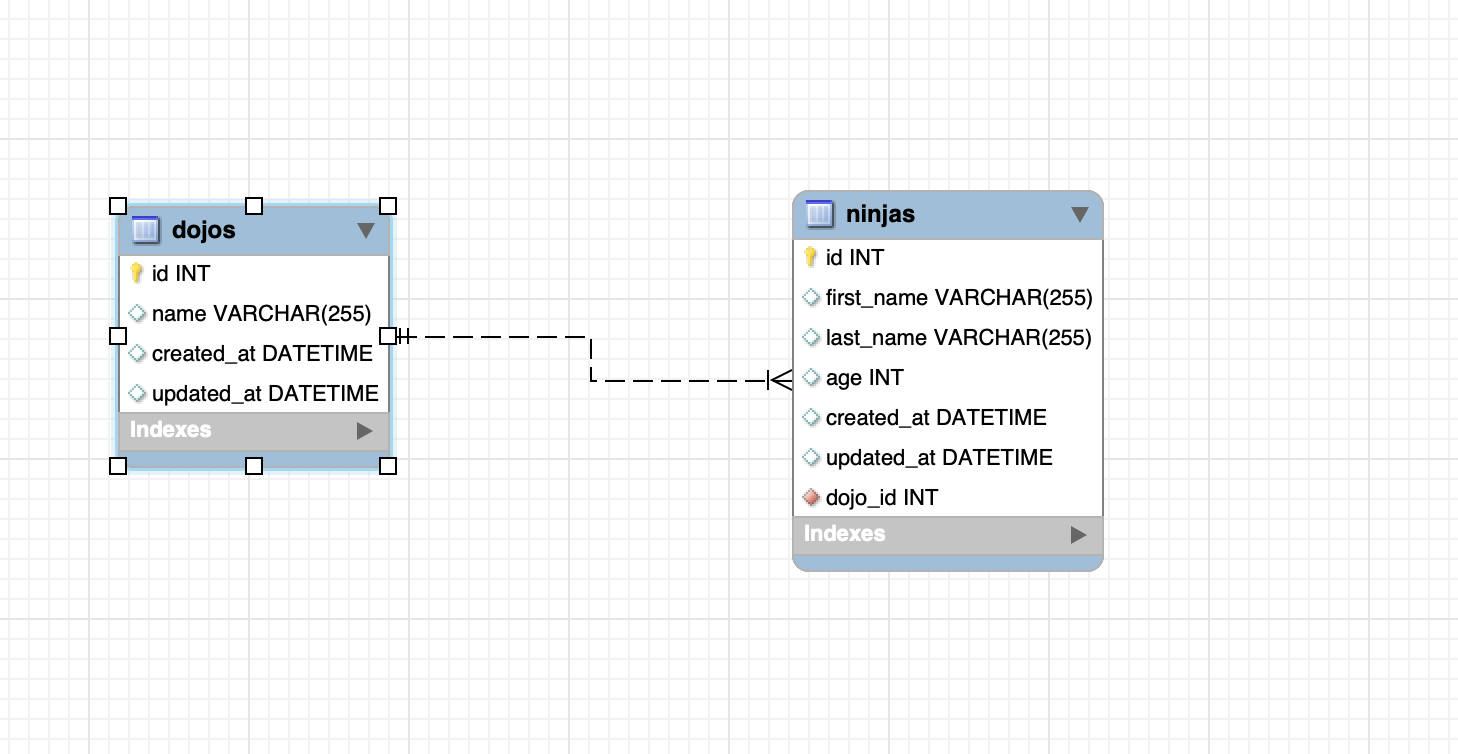 dojos
id INT
name VARCHAR(255)
created_at DATETIME
updated_at DATETIME
Indexes
ninjas
id INT
first_name VARCHAR(255)
last_name VARCHAR(255)
age INT
created_at DATETIME
updated_at DATETIME
dojo_id INT
Indexes